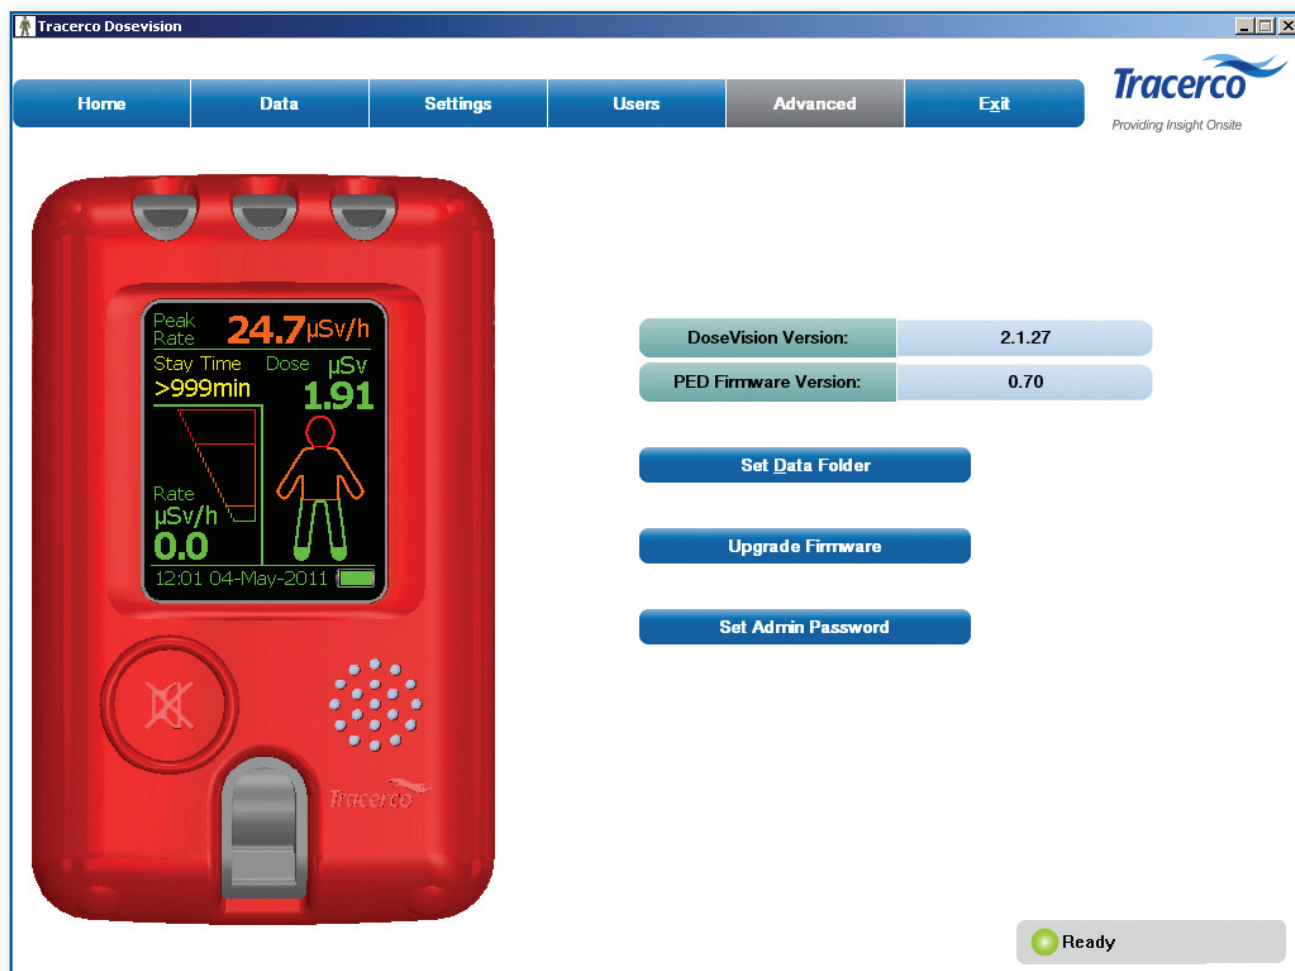 Tracerco Dosevision
Home Data Settings Users Advanced Exit
Tracerco
Providing Insight Onsite
Peak Rate 24.7 µSv/h
Stay Time Dose µSv
>999min 1.91
Rate
µSv/h
0.0
12:01 04-May-2011
Tracerco
DoseVision Version: 2.1.27
PED Firmware Version: 0.70
Set Data Folder
Upgrade Firmware
Set Admin Password
Ready